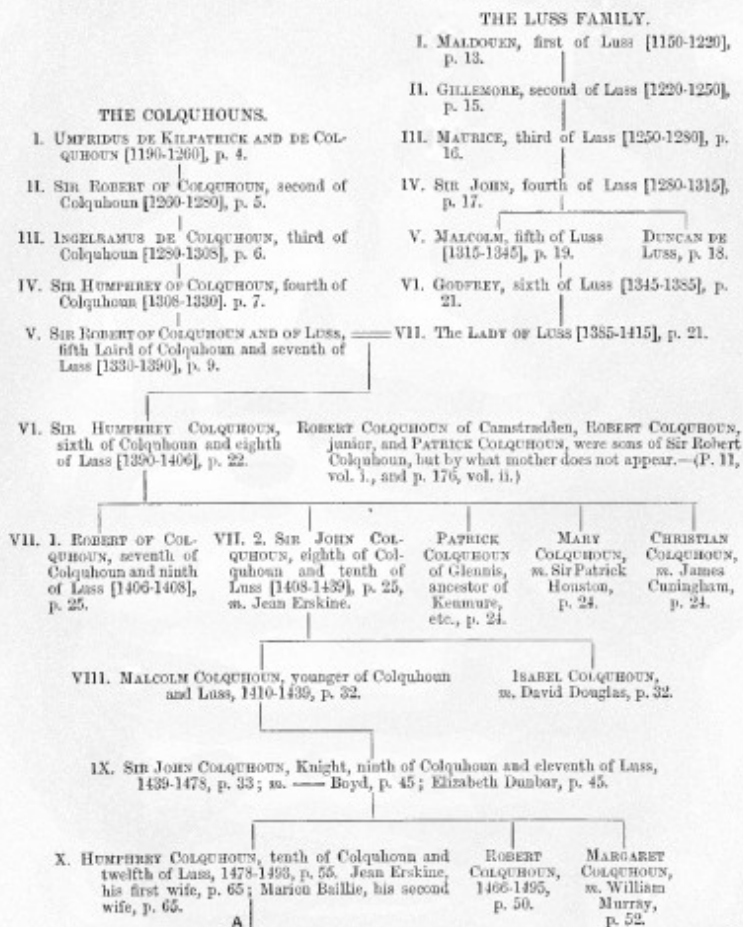 THE LUSS FAMILY.
I. MALDOUEN, first of Luss [1150-1220],
p. 13.
II. GILLEMORE, second of Luss [1220-1250],
p. 15.
III. MAURICE, third of Luss [1250-1280], p.
16.
IV. SIR JOHN, fourth of Luss [1280-1315],
p. 17.
V. MALCOLM, fifth of Luss
[1315-1345], p. 19.
DUNCAN DE
LUSS, p. 18.
VI. GODFREY, sixth of Luss [1345-1385], p.
21.
VII. The LADY OF LUSS [1385-1415], p. 21.
THE COLQUHOUNS.
I. UMFRIDUS DE KILPATRICK AND DE COL-
QUHOUN [1190-1260], p. 4.
II. SIR ROBERT OF COLQUHOUN, second of
Colquhoun [1260-1280], p. 5.
III. INGELRAMUS DE COLQUHOUN, third of
Colquhoun [1280-1308], p. 6.
IV. SIR HUMPHREY OF COLQUHOUN, fourth of
Colquhoun [1308-1330]. p. 7.
V. SIR ROBERT OF COLQUHOUN AND OF LUSS,
fifth Laird of Colquhoun and seventh of
Luss [1330-1390], p. 9.
VI. SIR HUMPHREY COLQUHOUN,
sixth of Colquhoun and eighth
of Luss [1390-1406], p. 22.
ROBERT COLQUHOUN of Camstradden, ROBERT COLQUHOUN,
junior, and PATRICK COLQUHOUN, were sons of Sir Robert
Colquhoun, but by what mother does not appear.—(P. 11,
vol. i., and p. 176, vol. ii.)
VII. 1. ROBERT OF COL-
QUHOUN, seventh of
Colquhoun and ninth
of Luss [1406-1408],
p. 25.
VII. 2. SIR JOHN COL-
QUHOUN, eighth of Col-
quhoun and tenth of
Luss [1408-1439], p. 25,
m. Jean Erskine.
PATRICK
COLQUHOUN
of Glennis,
ancestor of
Kenmure,
etc., p. 24.
MARY
COLQUHOUN,
m. Sir Patrick
Houston,
p. 24.
CHRISTIAN
COLQUHOUN,
m. James
Cuningham,
p. 24.
VIII. MALCOLM COLQUHOUN, younger of Colquhoun
and Luss, 1410-1439, p. 32.
ISABEL COLQUHOUN,
m. David Douglas, p. 32.
IX. SIR JOHN COLQUHOUN, Knight, ninth of Colquhoun and eleventh of Luss,
1439-1478, p. 33; m. —— Boyd, p. 45; Elizabeth Dunbar, p. 45.
X. HUMPHREY COLQUHOUN, tenth of Colquhoun and
twelfth of Luss, 1478-1493, p. 55. Jean Erskine,
his first wife, p. 65; Marion Baillie, his second
wife, p. 65.
A
ROBERT
COLQUHOUN,
1466-1495,
p. 50.
MARGARET
COLQUHOUN,
m. William
Murray,
p. 52.